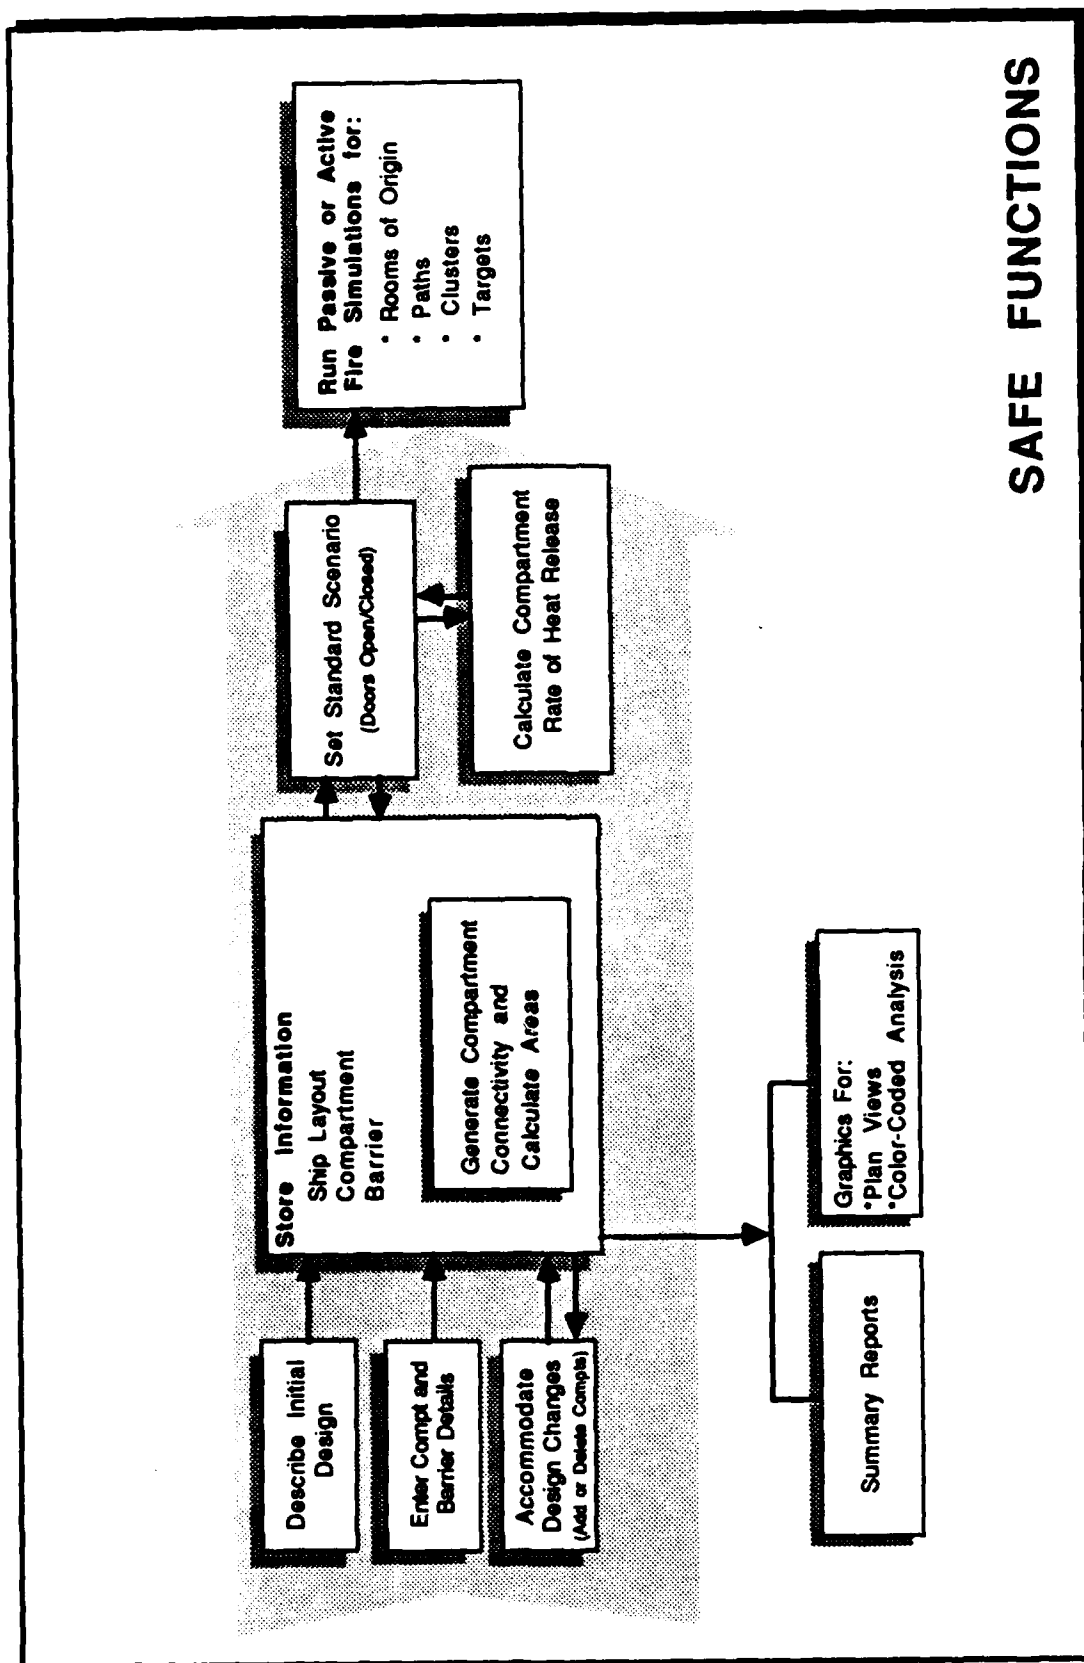 Describe Initial
Design
Enter Compt and
Barrier Details
Accommodate
Design Changes
(Add or Delete Compts)
Store Information
Ship Layout
Compartment
Barrier
Generate Compartment
Connectivity and
Calculate Areas
Set Standard Scenario
(Doors Open/Closed)
Calculate Compartment
Rate of Heat Release
Run Passive or Active
Fire Simulations for:
• Rooms of Origin
• Paths
• Clusters
• Targets
Summary Reports
Graphics For:
*Plan Views
*Color-Coded Analysis
SAFE FUNCTIONS